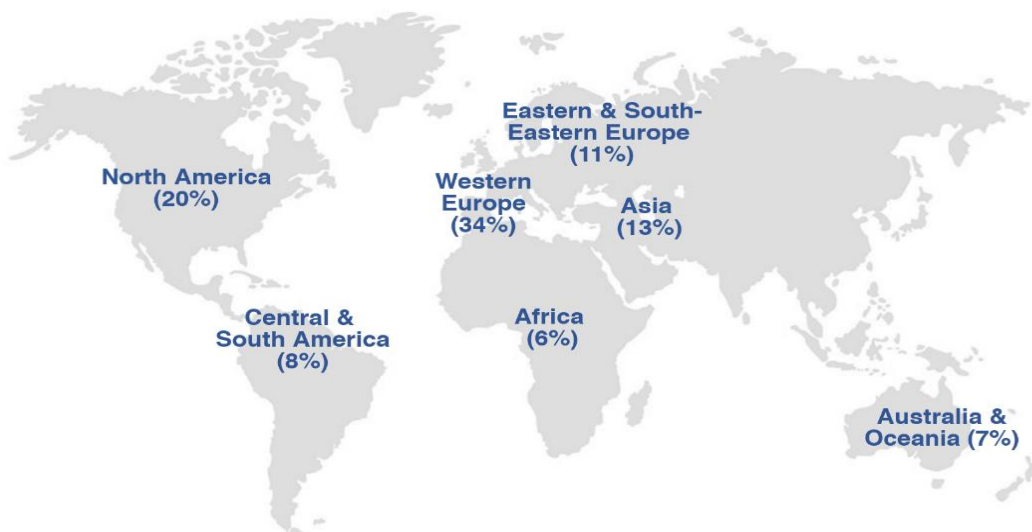 Eastern & South-
Eastern Europe
(11%)
North America
(20%)
Western
Europe
(34%)
Asia
(13%)
Central &
South America
(8%)
Africa
(6%)
Australia &
Oceania (7%)